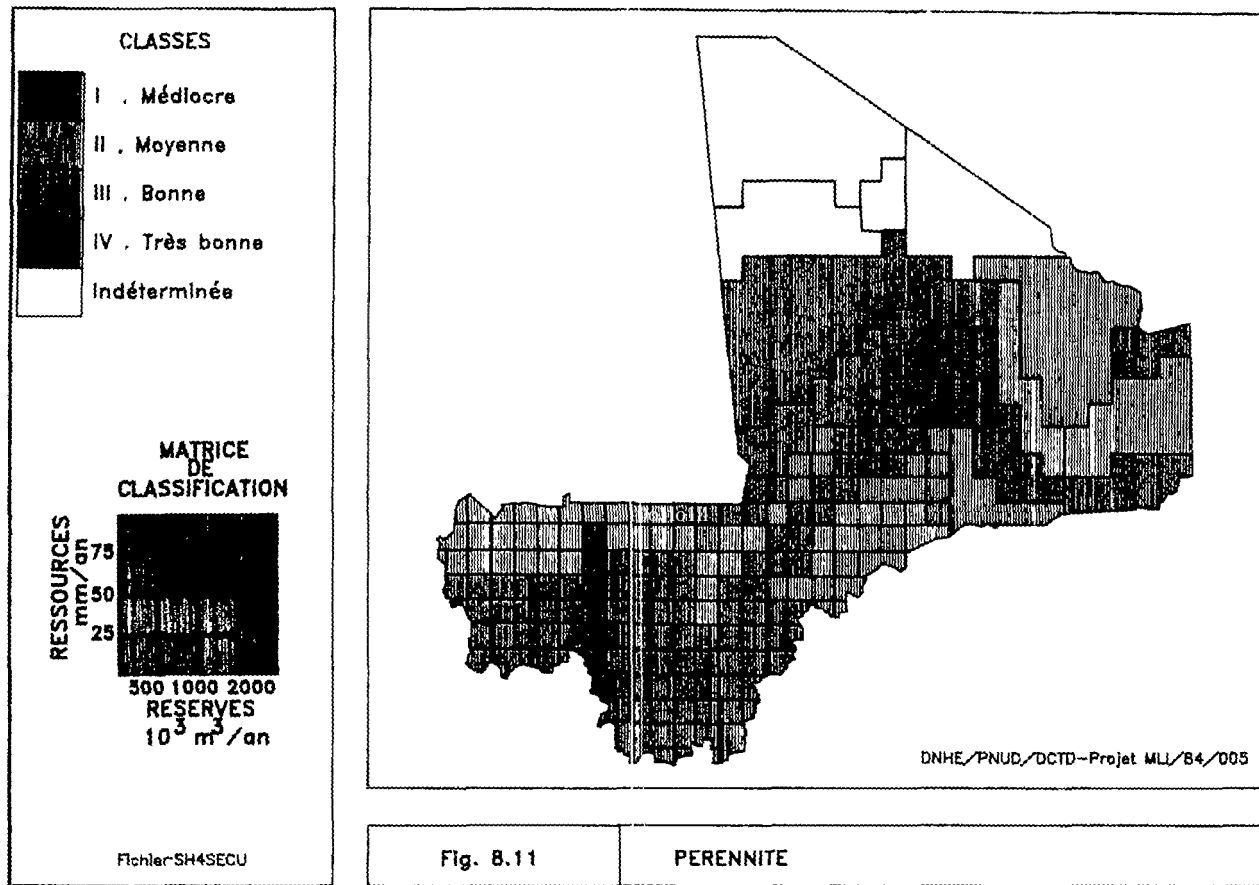 CLASSES
I . Médiocre
II . Moyenne
III . Bonne
IV . Très bonne
Indéterminée
MATRICE
DE
CLASSIFICATION
RESSOURCES
mm/an
75
50
25
500 1000 2000
RESERVES
10³ m³/an
Fichier-SH4SECU
DNHE/PNUD/DCTD-Projet MLI/84/005
Fig. 8.11
PERENNITE